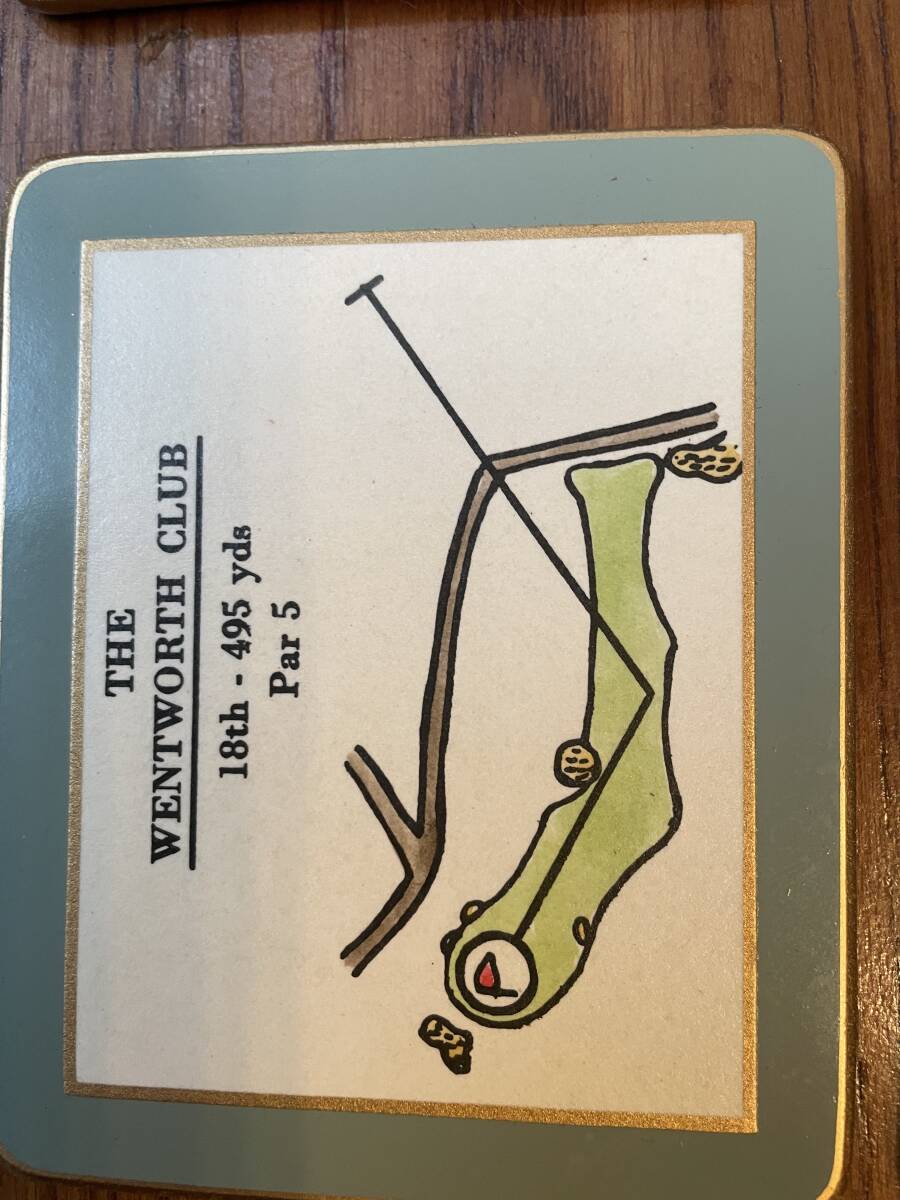 THE
WENTWORTH CLUB
18th - 495 yds
Par 5